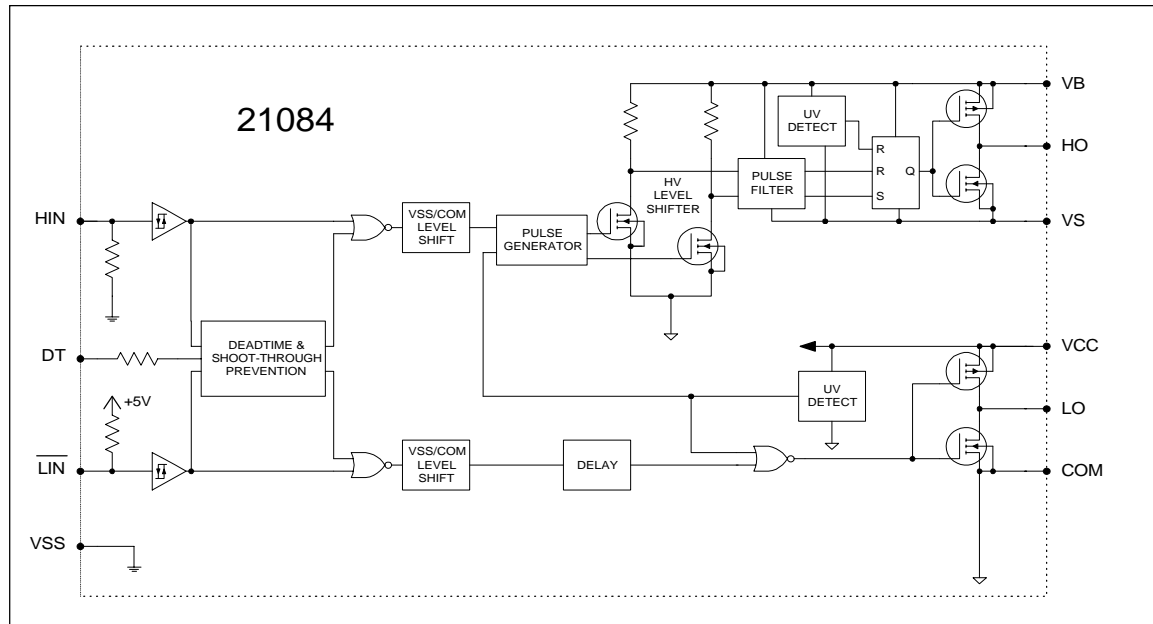 21084
VB
UV
DETECT
HO
R
R
Q
S
PULSE
FILTER
HV
LEVEL
SHIFTER
HIN
VSS/COM
LEVEL
SHIFT
PULSE
GENERATOR
VS
DT
DEADTIME &
SHOOT-THROUGH
PREVENTION
VCC
UV
DETECT
+5V
LO
LIN
VSS/COM
LEVEL
SHIFT
DELAY
COM
VSS